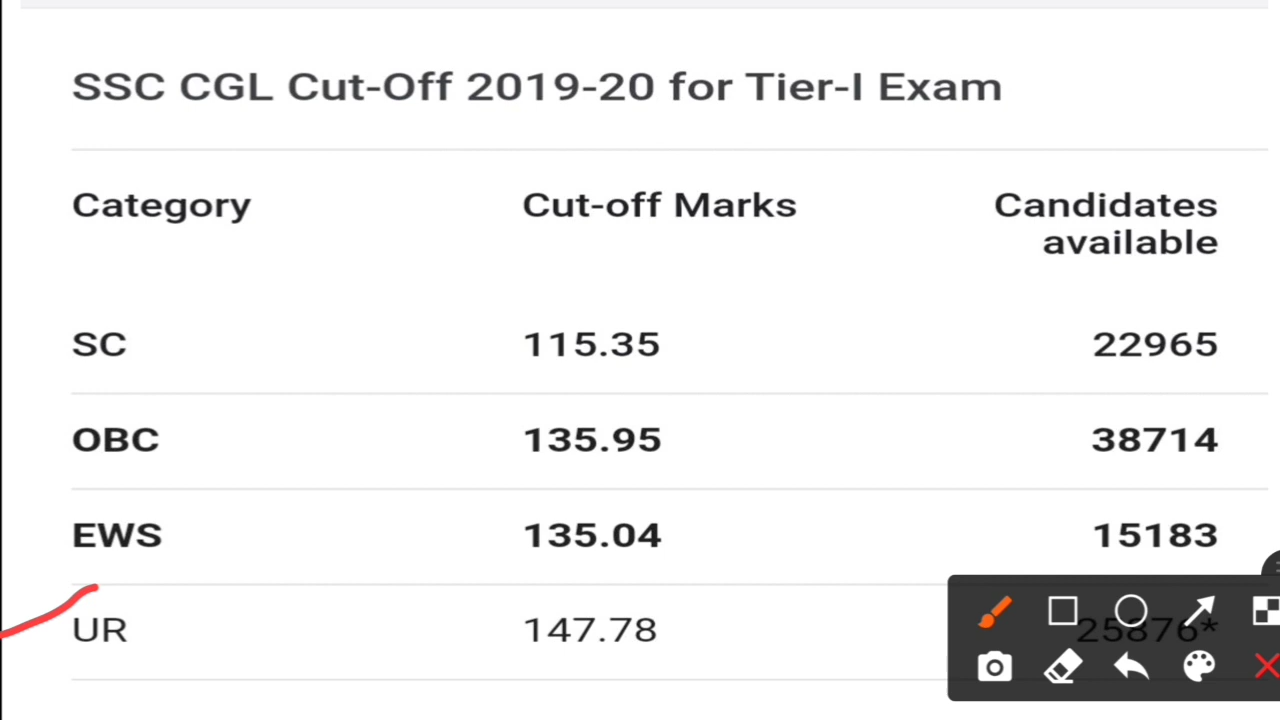 SSC CGL Cut-Off 2019-20 for Tier-I Exam
Category Cut-off Marks Candidates available
SC 115.35 22965
OBC 135.95 38714
EWS 135.04 15183
UR 147.78 25876*